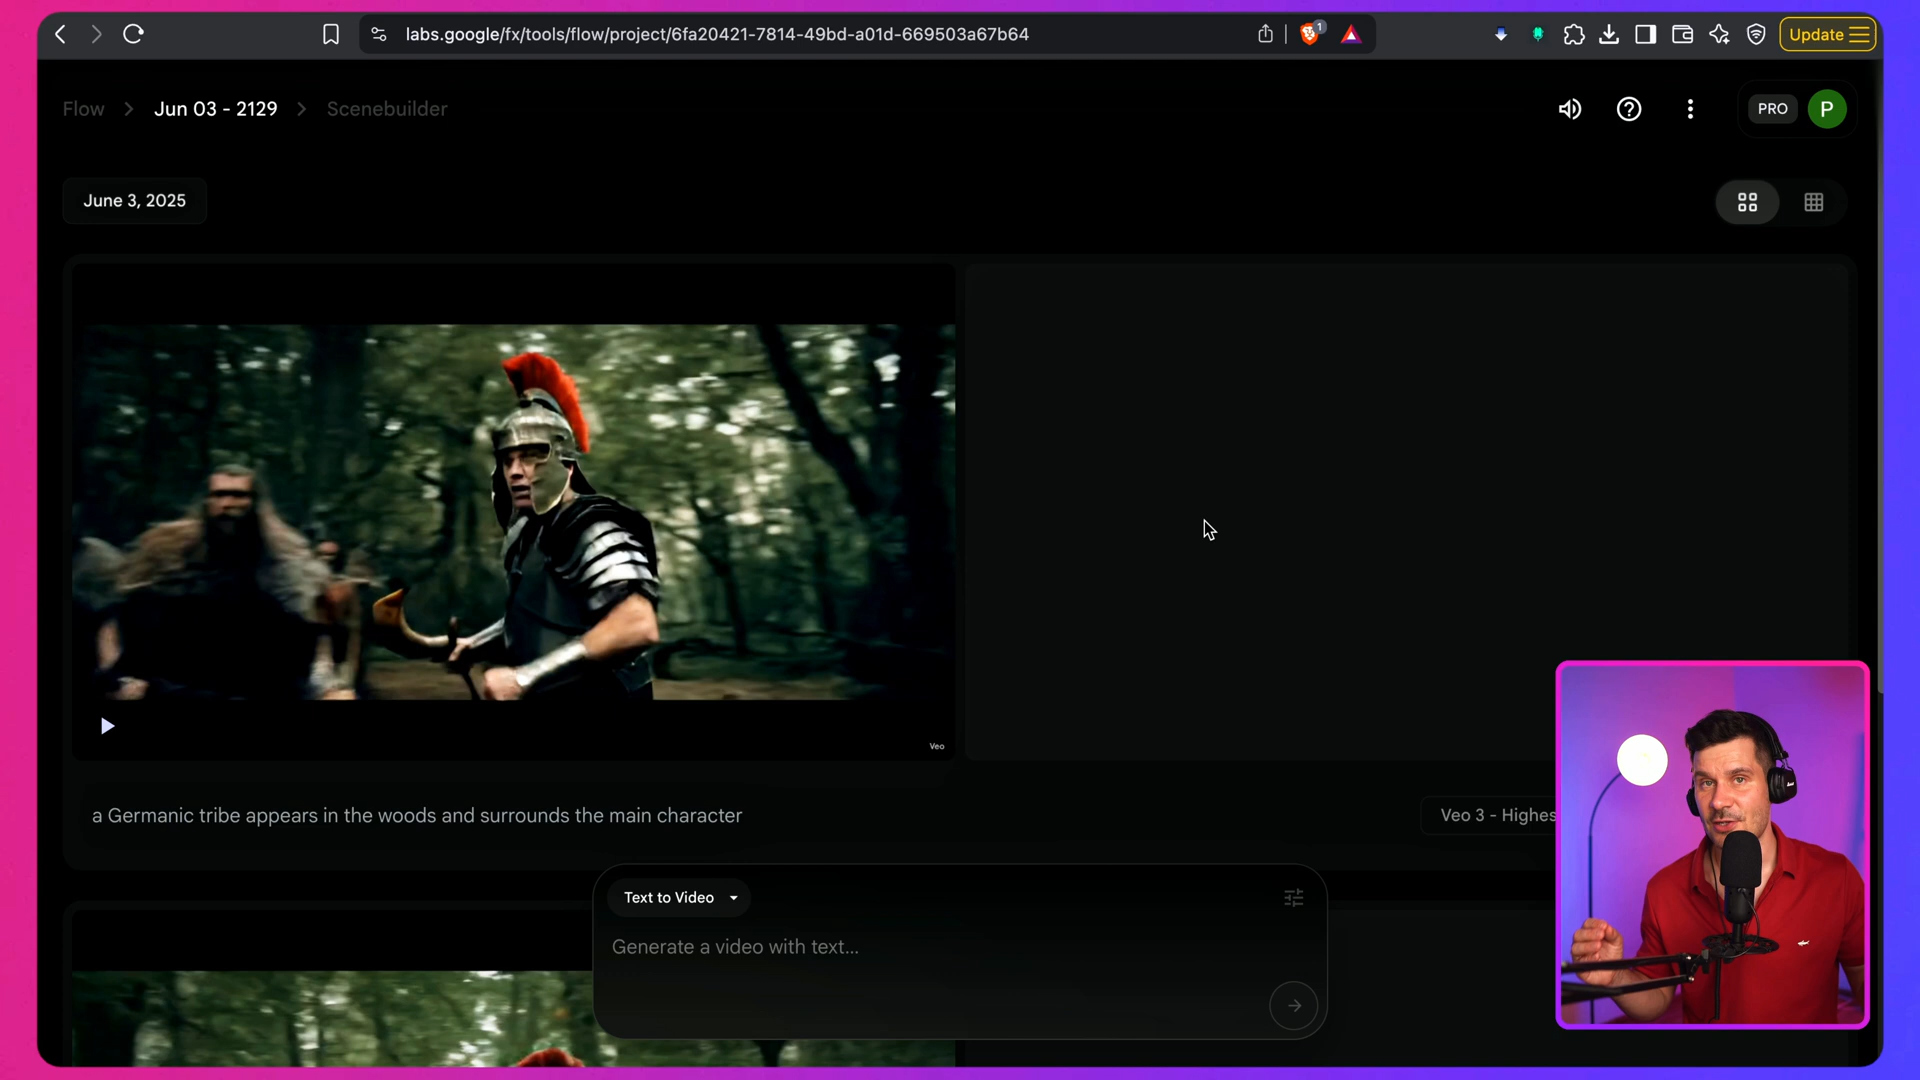 labs.google/fx/tools/flow/project/6fa20421-7814-49bd-a01d-669503a67b64
1
Update
Flow > Jun 03 - 2129 > Scenebuilder
PRO
P
June 3, 2025
Veo
a Germanic tribe appears in the woods and surrounds the main character
Veo 3 - Highes
Text to Video
Generate a video with text...